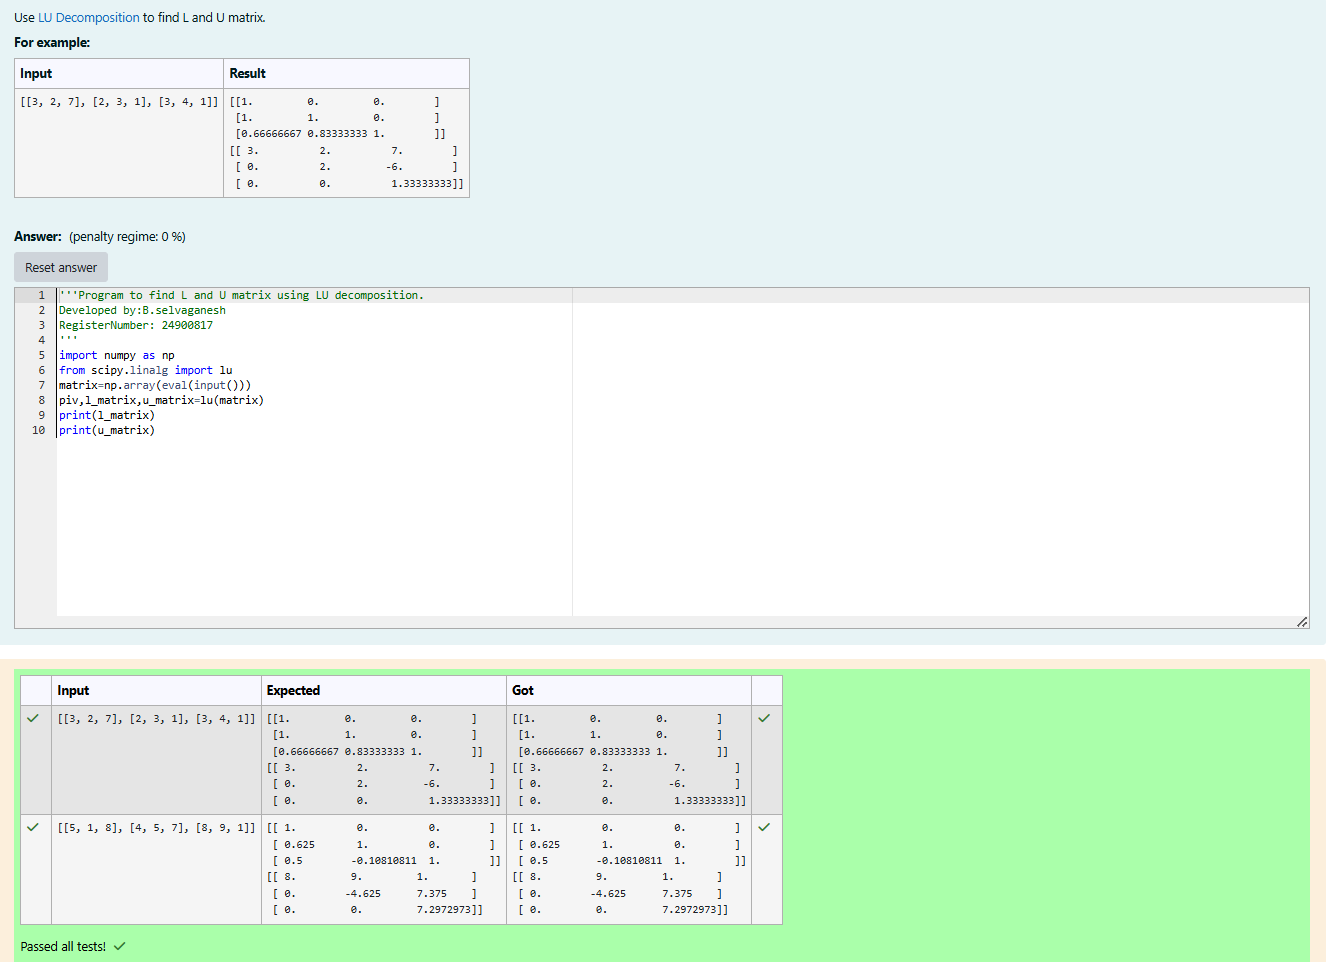 Use LU Decomposition to find L and U matrix.
For example:
Input Result
[[3, 2, 7], [2, 3, 1], [3, 4, 1]] [[1. 0. 0. ]
[1. 1. 0. ]
[0.66666667 0.83333333 1. ]]
[[ 3. 2. 7. ]
[ 0. 2. -6. ]
[ 0. 0. 1.33333333]]
Answer: (penalty regime: 0 %)
Reset answer
1 '''Program to find L and U matrix using LU decomposition.
2 Developed by:B.selvaganesh
3 RegisterNumber: 24900817
4 '''
5 import numpy as np
6 from scipy.linalg import lu
7 matrix=np.array(eval(input()))
8 piv,l_matrix,u_matrix=lu(matrix)
9 print(l_matrix)
10 print(u_matrix)
Input Expected Got
[[3, 2, 7], [2, 3, 1], [3, 4, 1]] [[1. 0. 0. ] [[1. 0. 0. ]
[1. 1. 0. ] [1. 1. 0. ]
[0.66666667 0.83333333 1. ]] [0.66666667 0.83333333 1. ]]
[[ 3. 2. 7. ] [[ 3. 2. 7. ]
[ 0. 2. -6. ] [ 0. 2. -6. ]
[ 0. 0. 1.33333333]] [ 0. 0. 1.33333333]]
[[5, 1, 8], [4, 5, 7], [8, 9, 1]] [[ 1. 0. 0. ] [[ 1. 0. 0. ]
[ 0.625 1. 0. ] [ 0.625 1. 0. ]
[ 0.5 -0.10810811 1. ]] [ 0.5 -0.10810811 1. ]]
[[ 8. 9. 1. ] [[ 8. 9. 1. ]
[ 0. -4.625 7.375 ] [ 0. -4.625 7.375 ]
[ 0. 0. 7.2972973]] [ 0. 0. 7.2972973]]
Passed all tests!